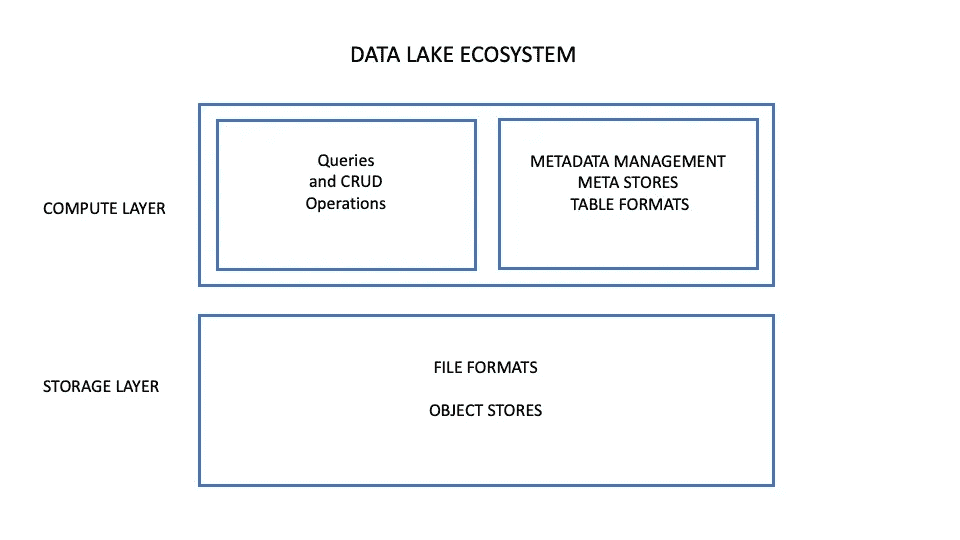 DATA LAKE ECOSYSTEM
COMPUTE LAYER
Queries
and CRUD
Operations
METADATA MANAGEMENT
META STORES
TABLE FORMATS
STORAGE LAYER
FILE FORMATS
OBJECT STORES